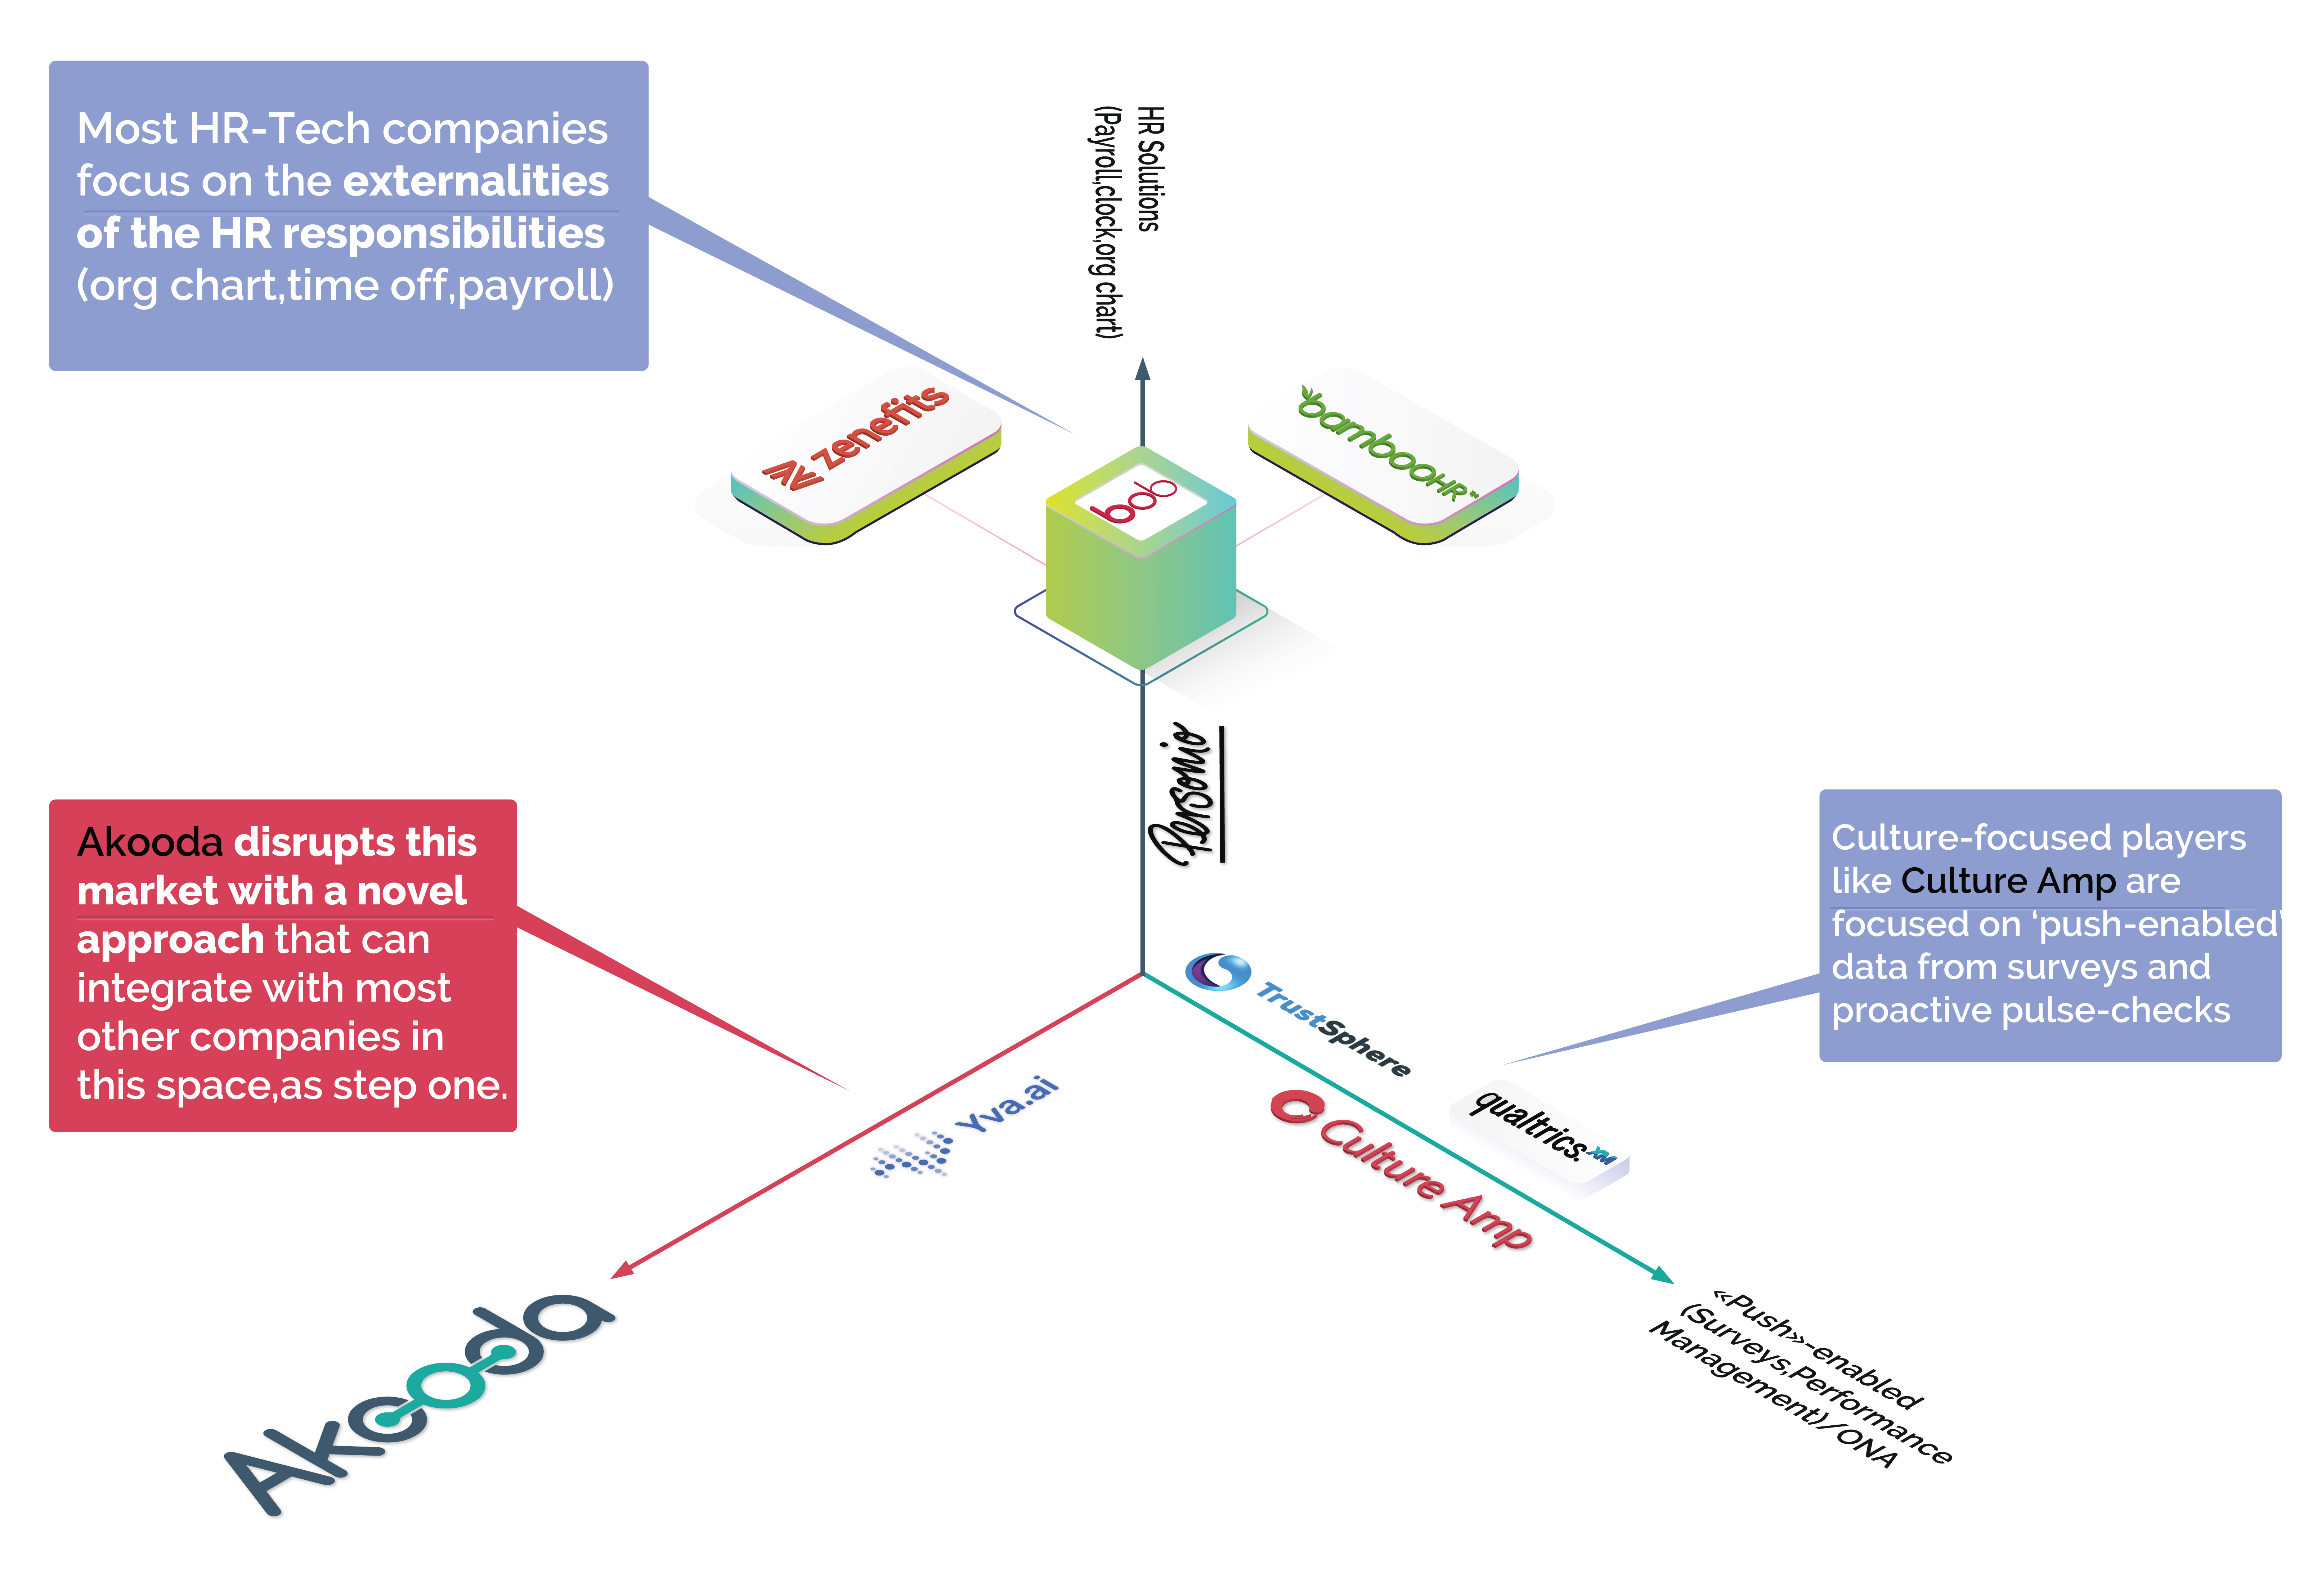 Most HR-Tech companies
focus on the externalities
of the HR responsibilities
(org chart,time off,payroll)
HR Solutions
(Payroll,clock,org chart)
zenefits
bambooHR™
bob
Personio
Akooda disrupts this
market with a novel
approach that can
integrate with most
other companies in
this space,as step one.
Culture-focused players
like Culture Amp are
focused on ‘push-enabled’
data from surveys and
proactive pulse-checks
TrustSphere
Yva.ai
Culture Amp
qualtrics.XM
Akooda
«Push»-enabled
(Surveys,Performance
Management)/ONA